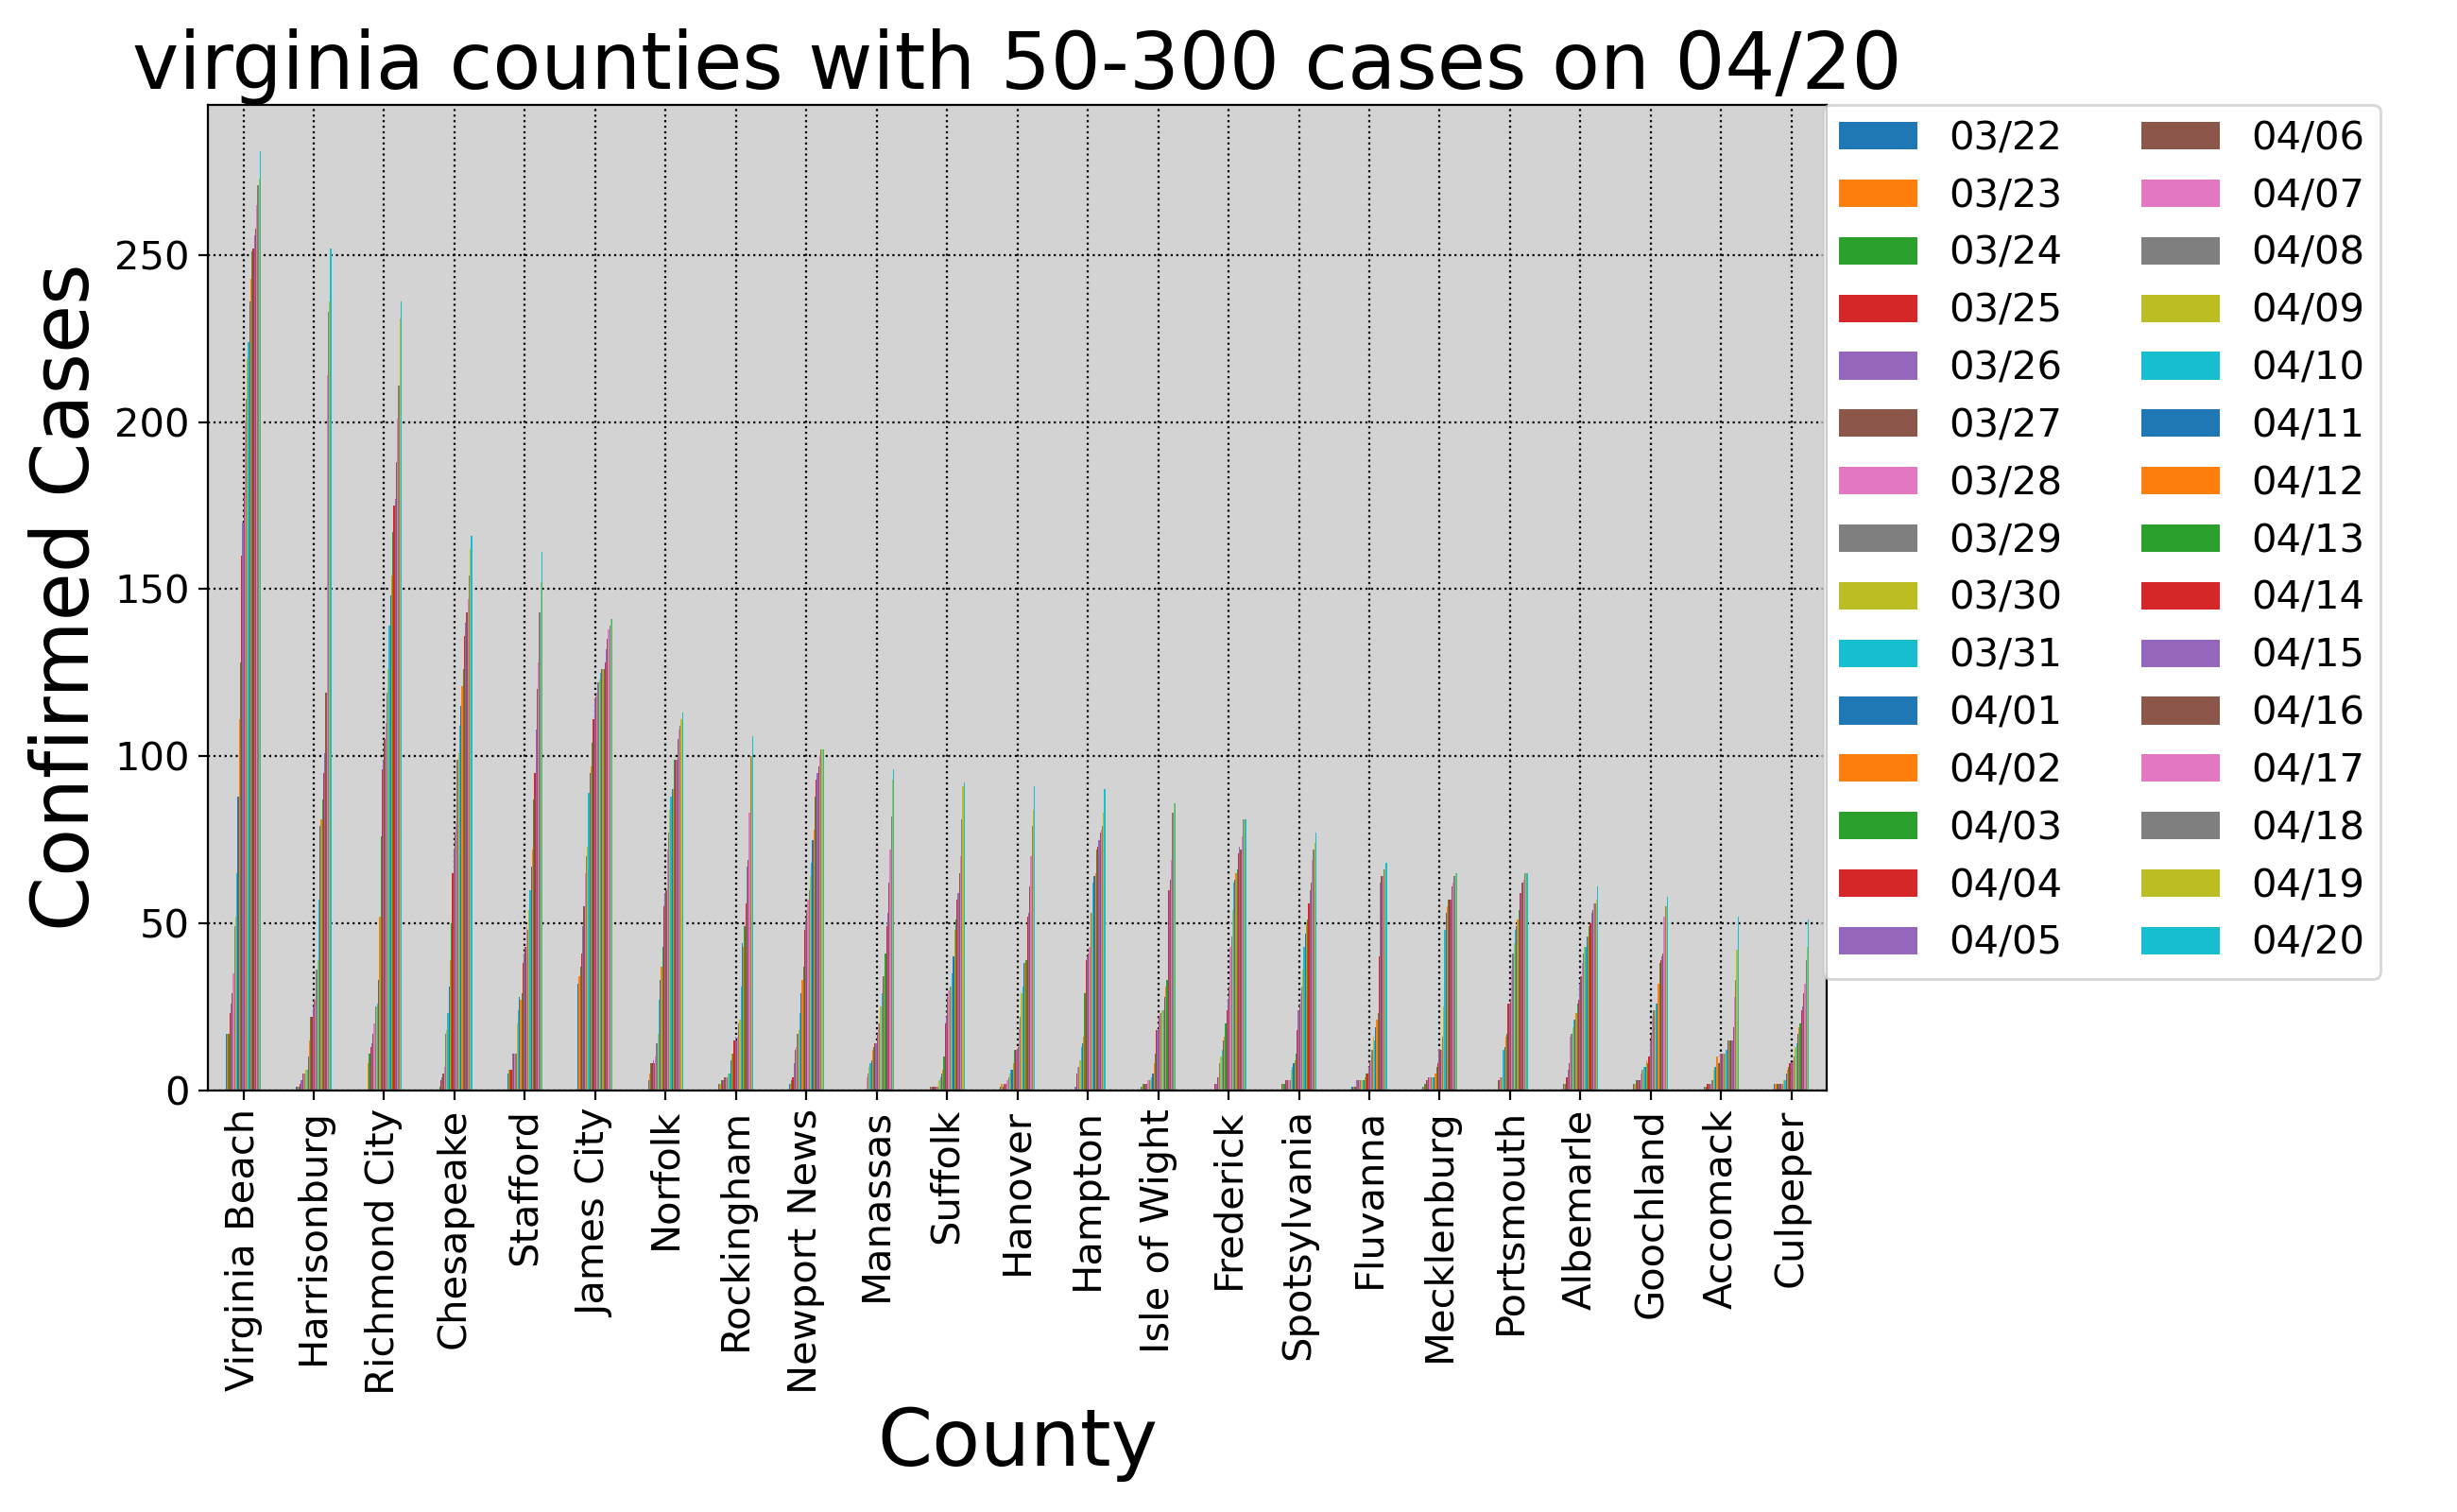 virginia counties with 50-300 cases on 04/20
Confirmed Cases
250
200
150
100
50
0
Virginia Beach
Harrisonburg
Richmond City
Chesapeake
Stafford
James City
Norfolk
Rockingham
Newport News
Manassas
Suffolk
Hanover
Hampton
Isle of Wight
Frederick
Spotsylvania
Fluvanna
Mecklenburg
Portsmouth
Albemarle
Goochland
Accomack
Culpeper
County
03/22
03/23
03/24
03/25
03/26
03/27
03/28
03/29
03/30
03/31
04/01
04/02
04/03
04/04
04/05
04/06
04/07
04/08
04/09
04/10
04/11
04/12
04/13
04/14
04/15
04/16
04/17
04/18
04/19
04/20